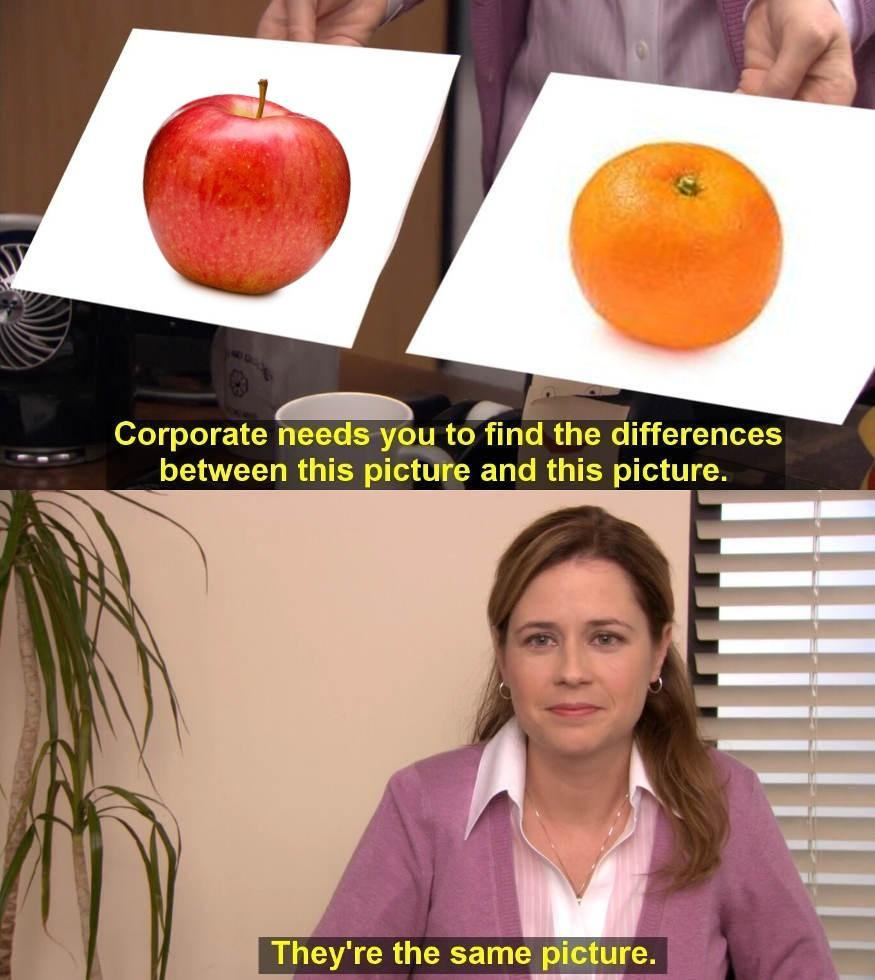 Corporate needs you to find the differences
between this picture and this picture.
They're the same picture.